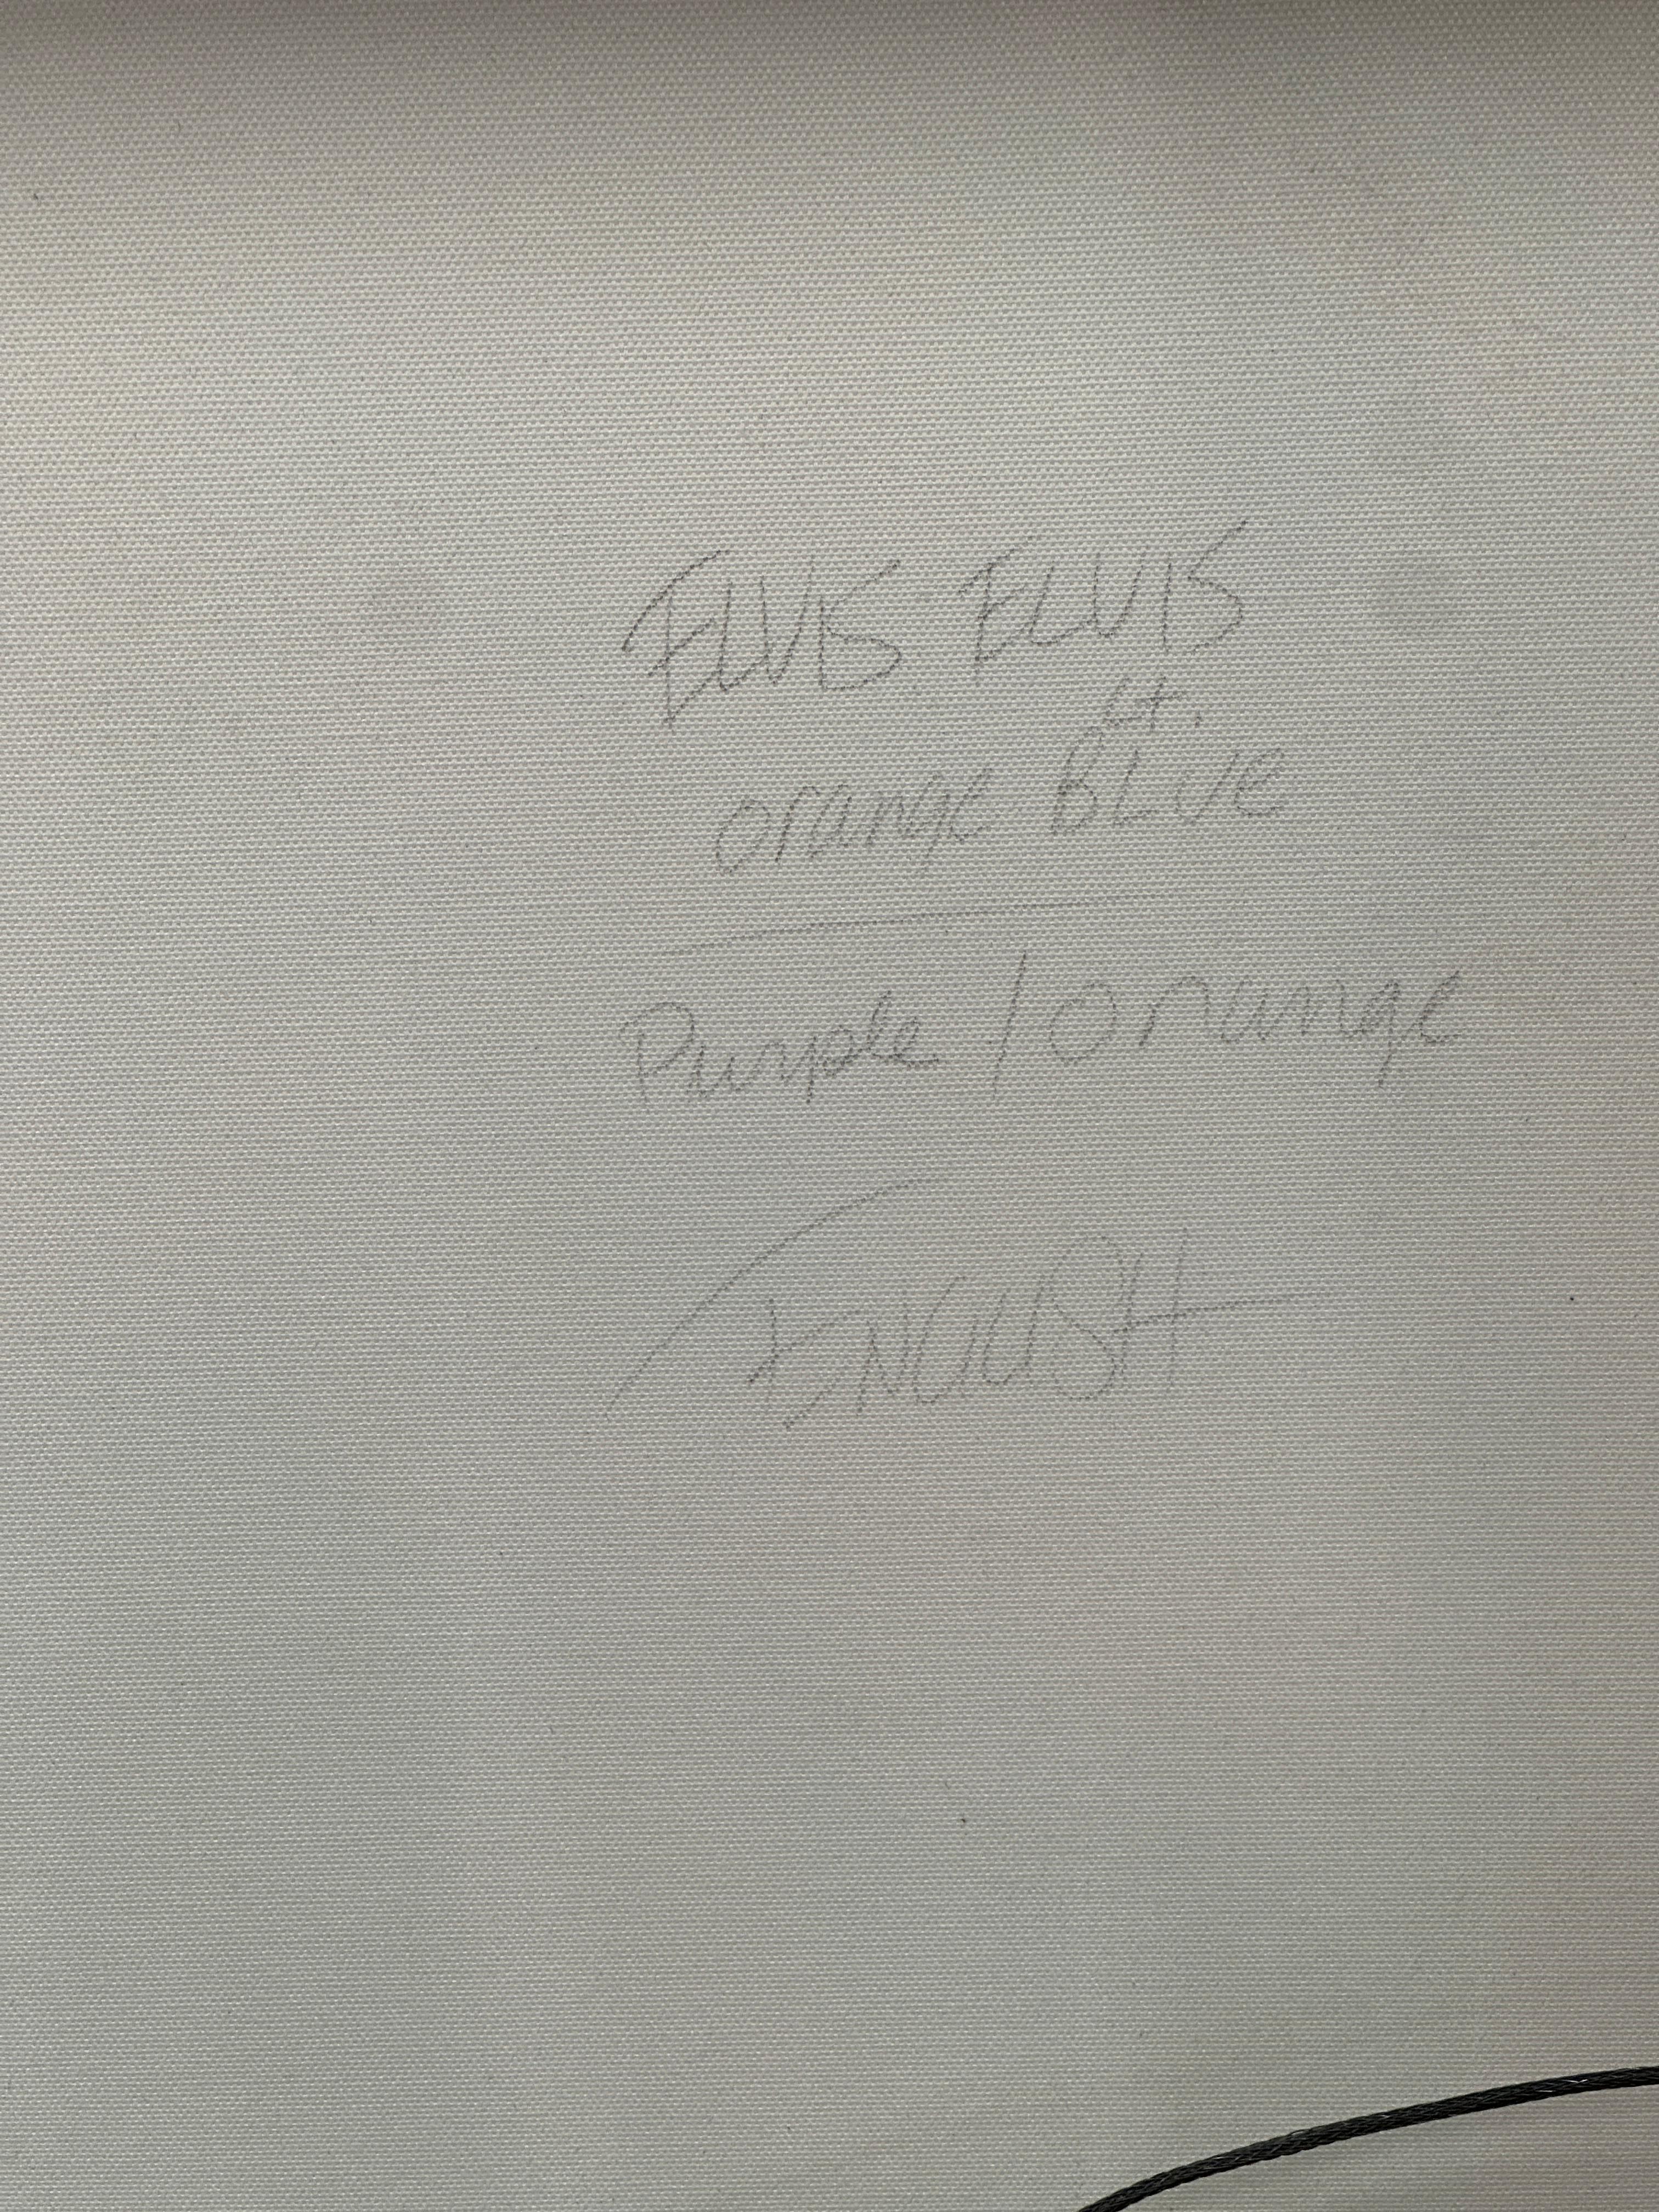 ELVIS ELVIS
Lt.
orange BLUE
Purple / Orange
ENGLISH